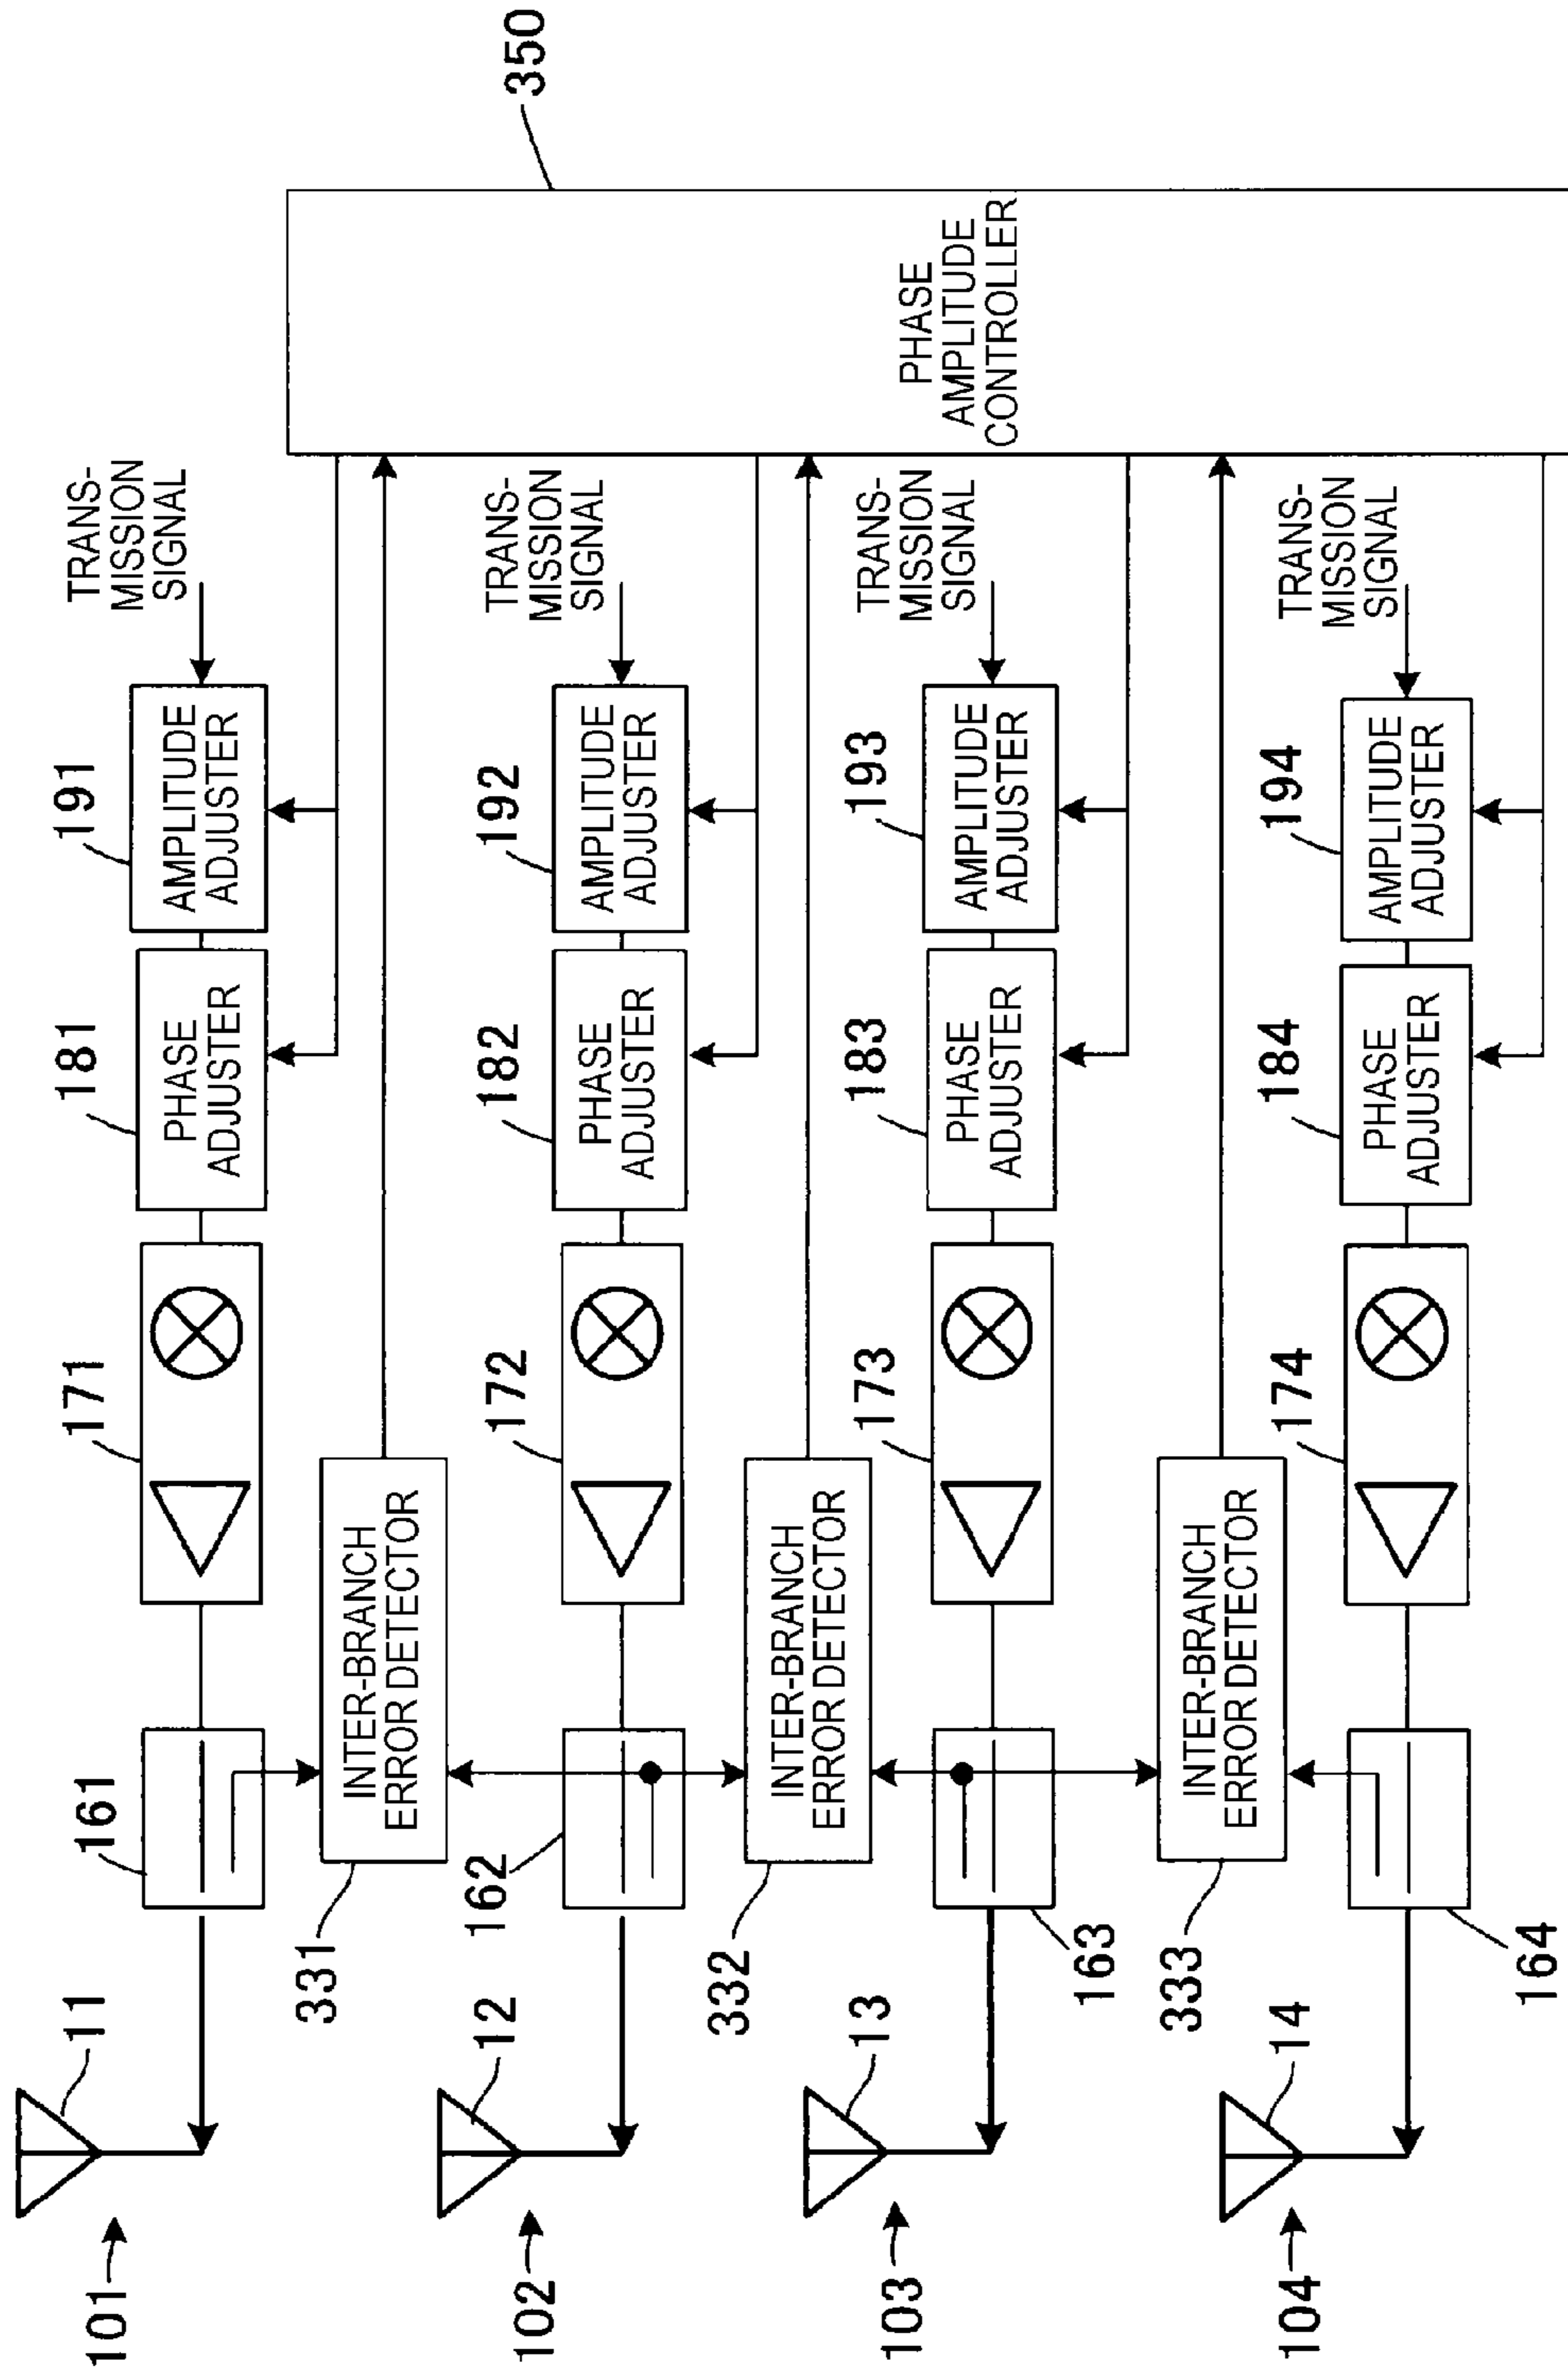 101
11
161
171
181
191
PHASE
ADJUSTER
AMPLITUDE
ADJUSTER
TRANS-
MISSION
SIGNAL
331
INTER-BRANCH
ERROR DETECTOR
350
PHASE
AMPLITUDE
CONTROLLER
102
12
162
172
182
192
PHASE
ADJUSTER
AMPLITUDE
ADJUSTER
TRANS-
MISSION
SIGNAL
332
INTER-BRANCH
ERROR DETECTOR
103
13
163
173
183
193
PHASE
ADJUSTER
AMPLITUDE
ADJUSTER
TRANS-
MISSION
SIGNAL
333
INTER-BRANCH
ERROR DETECTOR
104
14
164
174
184
194
PHASE
ADJUSTER
AMPLITUDE
ADJUSTER
TRANS-
MISSION
SIGNAL